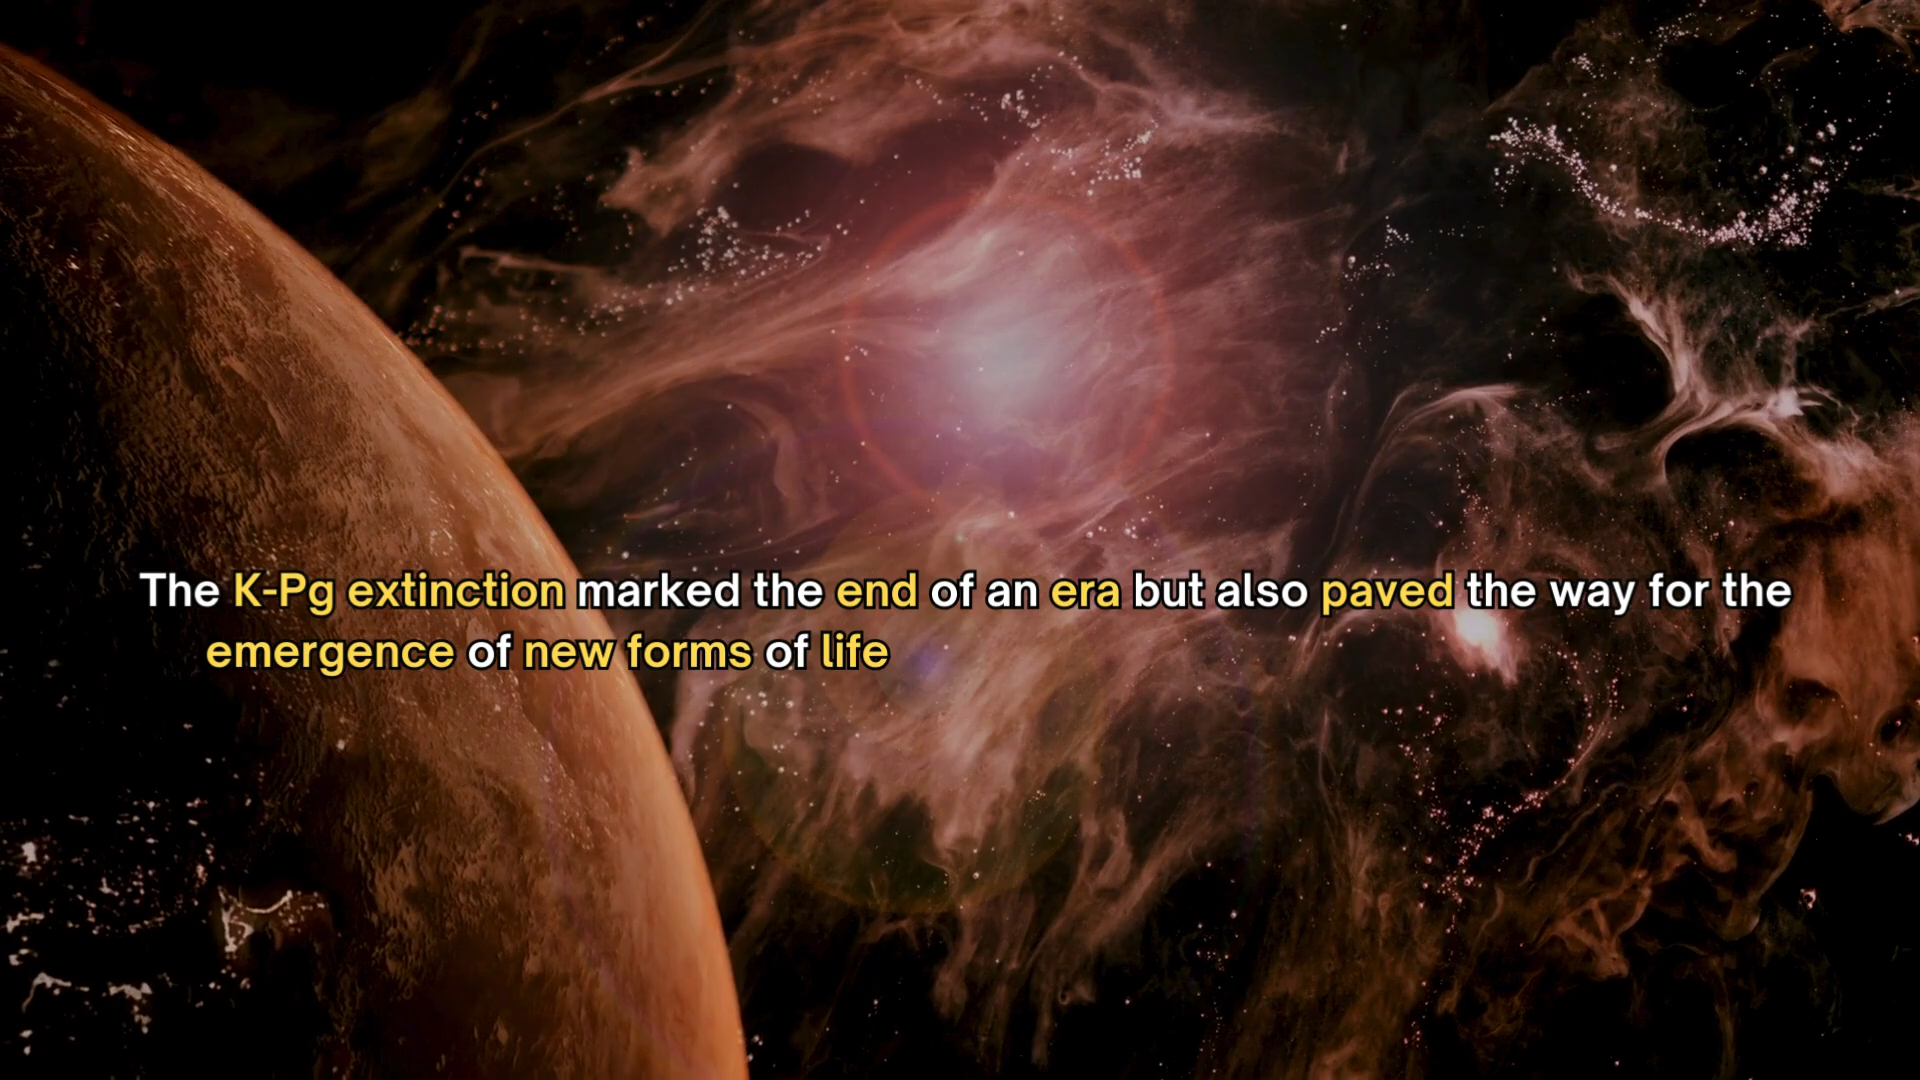 The K-Pg extinction marked the end of an era but also paved the way for the
emergence of new forms of life